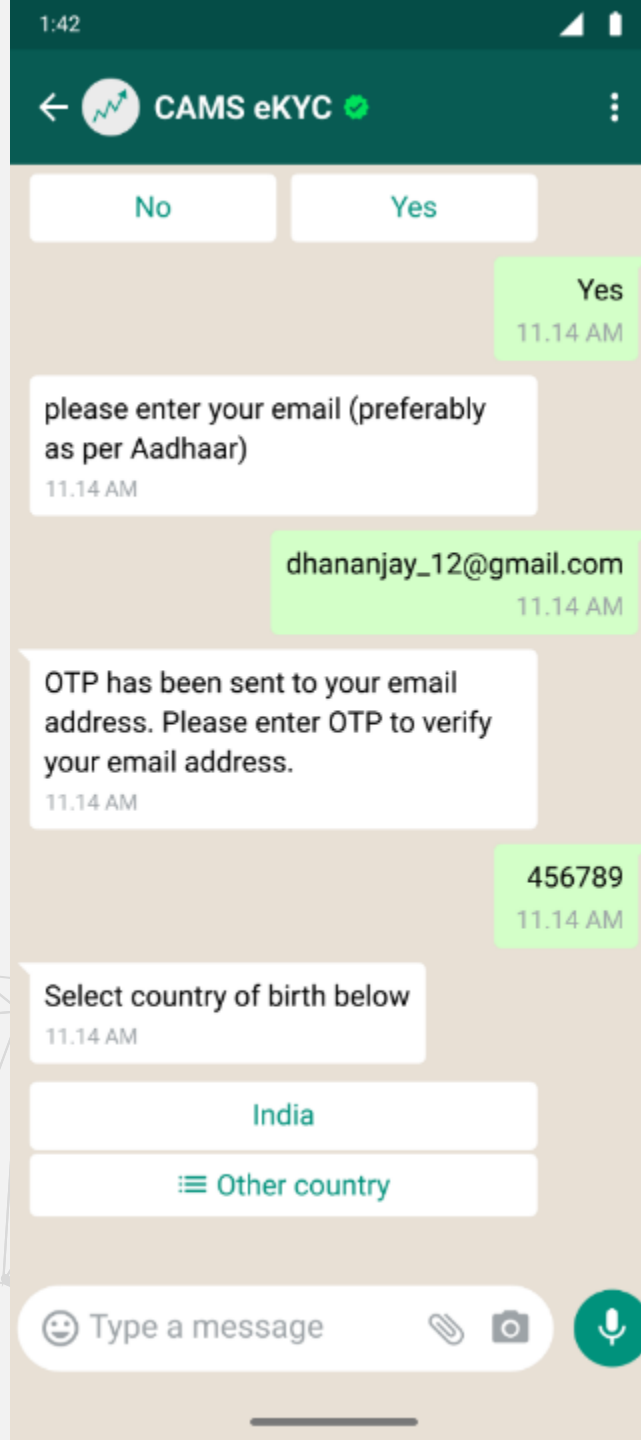 1:42
CAMS eKYC
No
Yes
Yes
11.14 AM
please enter your email (preferably
as per Aadhaar)
11.14 AM
dhananjay_12@gmail.com
11.14 AM
OTP has been sent to your email
address. Please enter OTP to verify
your email address.
11.14 AM
456789
11.14 AM
Select country of birth below
11.14 AM
India
Other country
Type a message